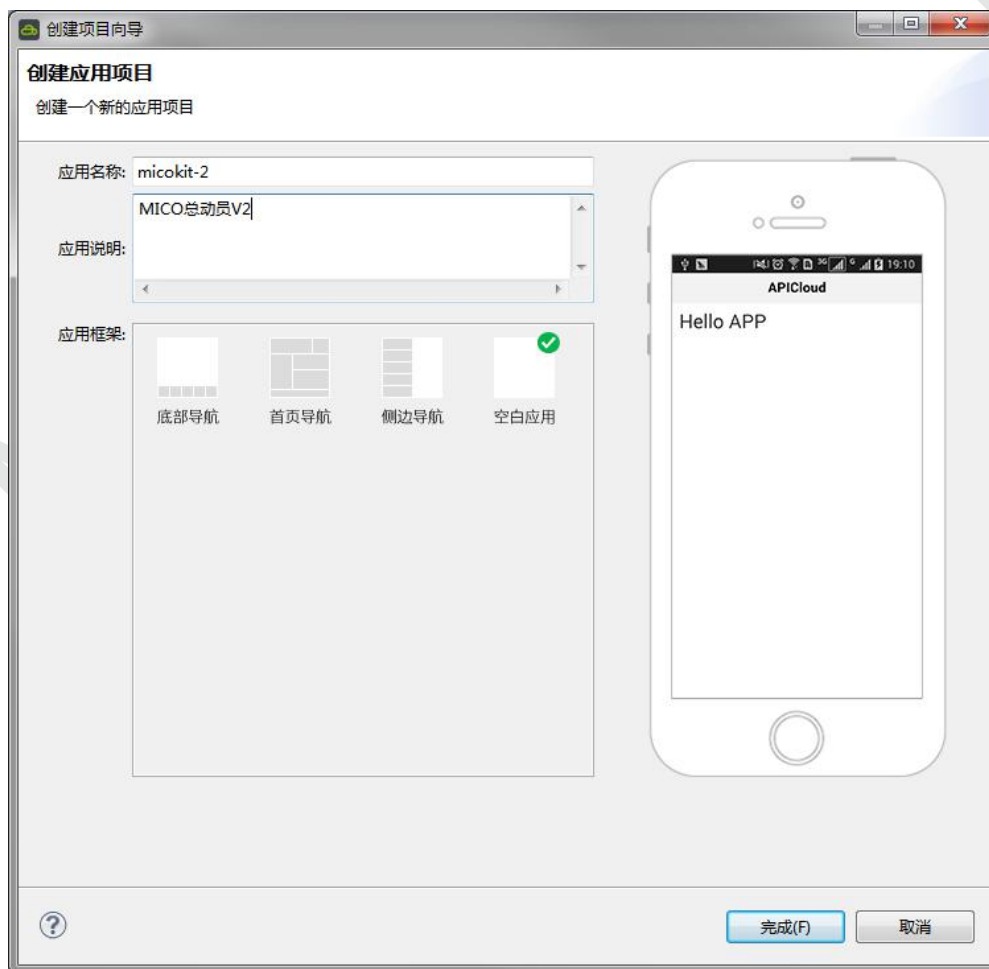 创建项目向导
创建应用项目
创建一个新的应用项目
应用名称: micokit-2
应用说明: MICO总动员V2
应用框架:
底部导航 首页导航 侧边导航 空白应用
3G G 19:10
APICloud
Hello APP
完成(F) 取消